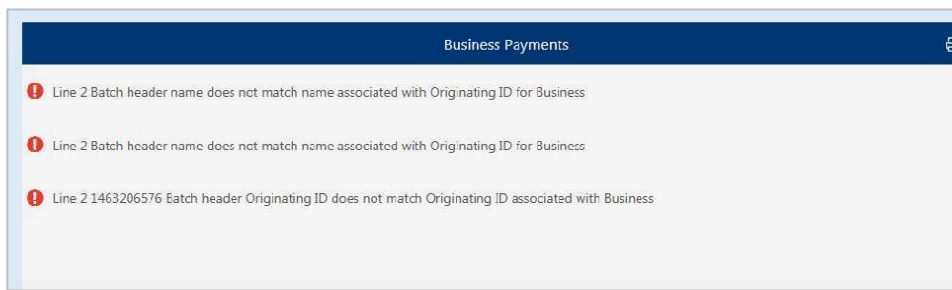 Business Payments
Line 2 Batch header name does not match name associated with Originating ID for Business
Line 2 Batch header name does not match name associated with Originating ID for Business
Line 2 1463206576 Batch header Originating ID does not match Originating ID associated with Business